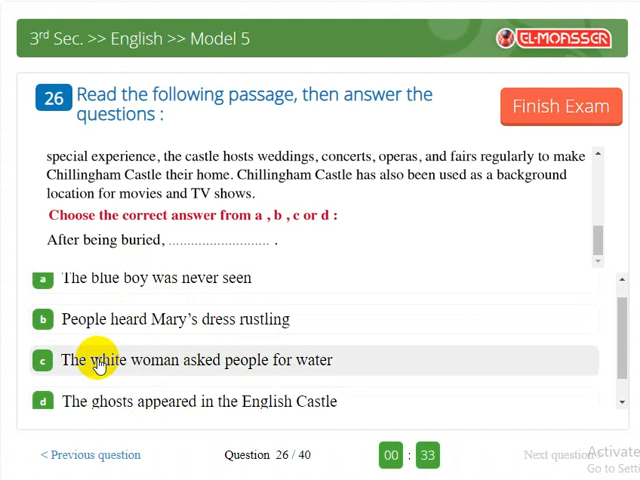 3rd Sec. >> English >> Model 5
EL-MOASSER
26 Read the following passage, then answer the
questions :
Finish Exam
special experience, the castle hosts weddings, concerts, operas, and fairs regularly to make
Chillingham Castle their home. Chillingham Castle has also been used as a background
location for movies and TV shows.
Choose the correct answer from a , b , c or d :
After being buried, .......................... .
a The blue boy was never seen
b People heard Mary's dress rustling
c The white woman asked people for water
d The ghosts appeared in the English Castle
< Previous question
Question 26 / 40
00 : 33
Next question >
Activate
Go to Setti